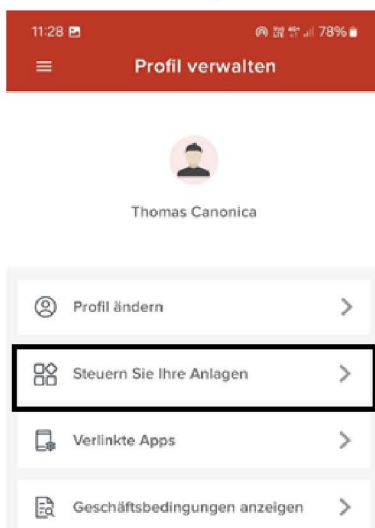 11:28 78%
Profil verwalten
Thomas Canonica
Profil ändern
Steuern Sie Ihre Anlagen
Verlinkte Apps
Geschäftsbedingungen anzeigen